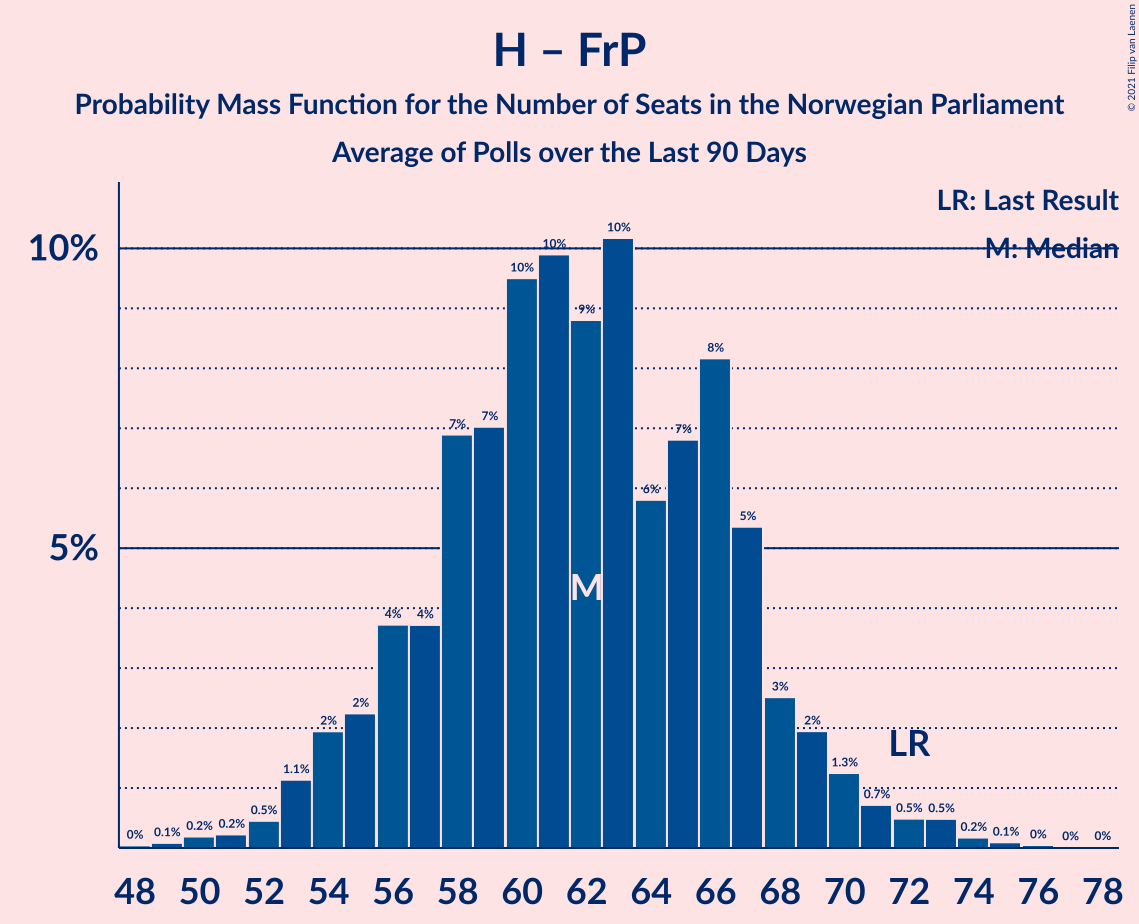 H – FrP
Probability Mass Function for the Number of Seats in the Norwegian Parliament
Average of Polls over the Last 90 Days
© 2021 Filip van Laenen
LR: Last Result
M: Median
10%
5%
0% 0.1% 0.2% 0.2% 0.5% 1.1% 2% 2% 4% 4% 7% 7% 10% 10% 9% 10% 6% 7% 8% 5% 3% 2% 1.3% 0.7% 0.5% 0.5% 0.2% 0.1% 0% 0% 0%
M
LR
48 50 52 54 56 58 60 62 64 66 68 70 72 74 76 78